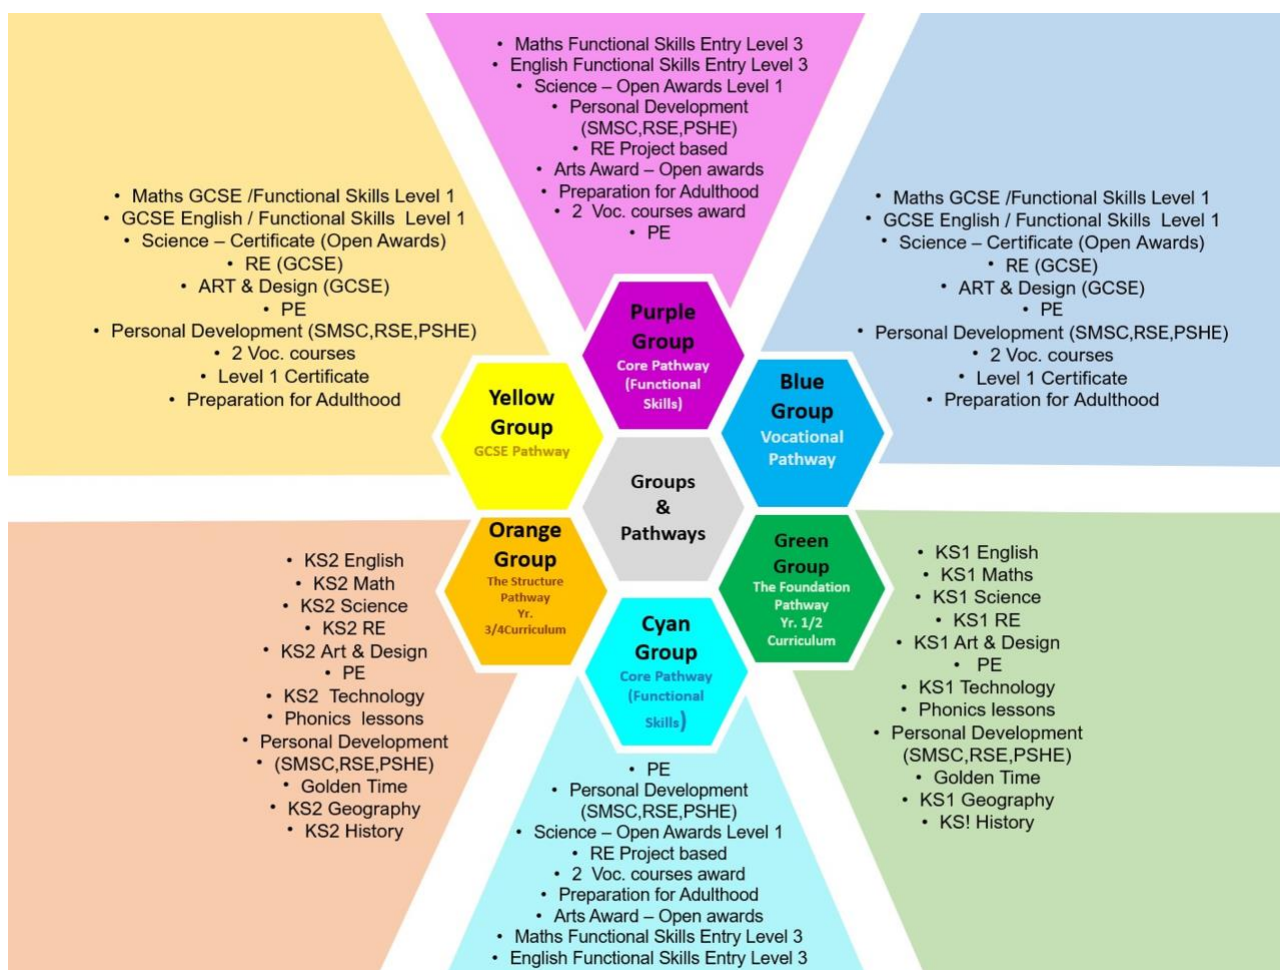 • Maths Functional Skills Entry Level 3
• English Functional Skills Entry Level 3
• Science – Open Awards Level 1
• Personal Development
(SMSC,RSE,PSHE)
• RE Project based
• Arts Award – Open awards
• Preparation for Adulthood
• 2 Voc. courses award
• PE
• Maths GCSE /Functional Skills Level 1
• GCSE English / Functional Skills Level 1
• Science – Certificate (Open Awards)
• RE (GCSE)
• ART & Design (GCSE)
• PE
• Personal Development (SMSC,RSE,PSHE)
• 2 Voc. courses
• Level 1 Certificate
• Preparation for Adulthood
• Maths GCSE /Functional Skills Level 1
• GCSE English / Functional Skills Level 1
• Science – Certificate (Open Awards)
• RE (GCSE)
• ART & Design (GCSE)
• PE
• Personal Development (SMSC,RSE,PSHE)
• 2 Voc. courses
• Level 1 Certificate
• Preparation for Adulthood
Purple
Group
Core Pathway
(Functional
Skills)
Yellow
Group
GCSE Pathway
Blue
Group
Vocational
Pathway
Groups
&
Pathways
Orange
Group
The Structure
Pathway
Yr.
3/4Curriculum
Green
Group
The Foundation
Pathway
Yr. 1/2
Curriculum
Cyan
Group
Core Pathway
(Functional
Skills)
• KS2 English
• KS2 Math
• KS2 Science
• KS2 RE
• KS2 Art & Design
• PE
• KS2 Technology
• Phonics lessons
• Personal Development
• (SMSC,RSE,PSHE)
• Golden Time
• KS2 Geography
• KS2 History
• KS1 English
• KS1 Maths
• KS1 Science
• KS1 RE
• KS1 Art & Design
• PE
• KS1 Technology
• Phonics lessons
• Personal Development
(SMSC,RSE,PSHE)
• Golden Time
• KS1 Geography
• KS! History
• PE
• Personal Development
(SMSC,RSE,PSHE)
• Science – Open Awards Level 1
• RE Project based
• 2 Voc. courses award
• Preparation for Adulthood
• Arts Award – Open awards
• Maths Functional Skills Entry Level 3
• English Functional Skills Entry Level 3